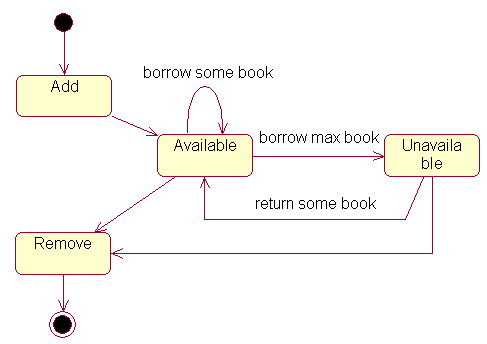 borrow some book
Add
Available
borrow max book
Unavaila
ble
return some book
Remove